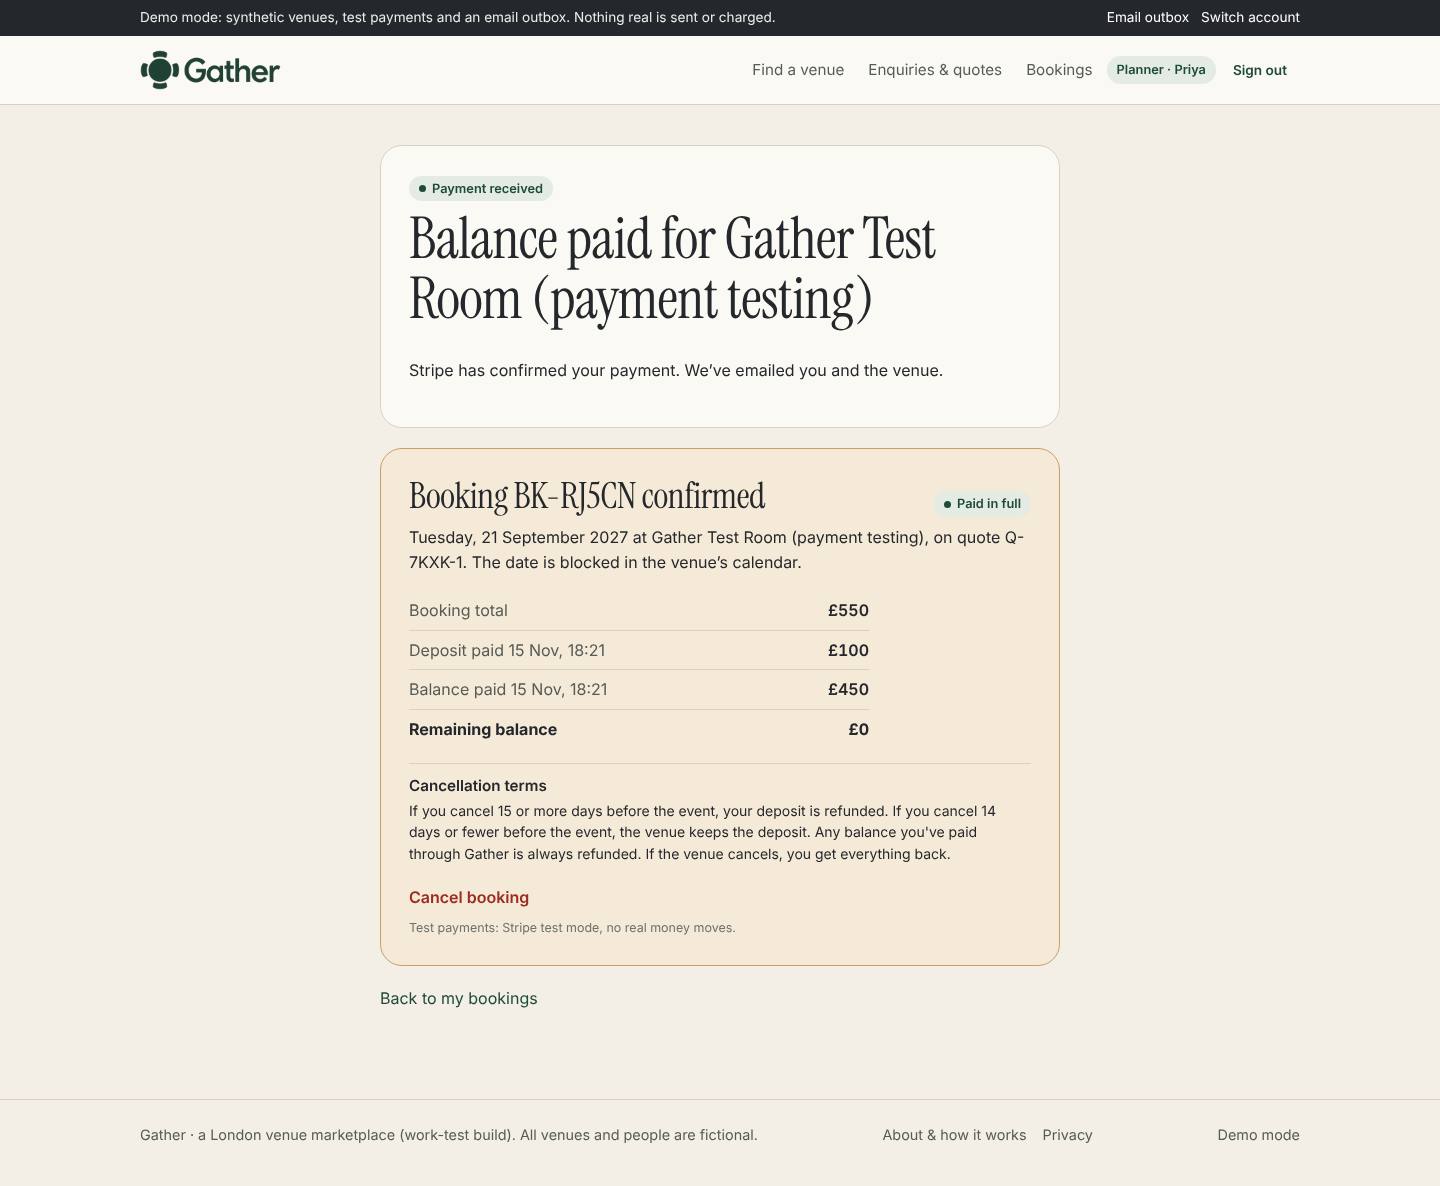 Demo mode: synthetic venues, test payments and an email outbox. Nothing real is sent or charged.
Email outbox Switch account
Gather
Find a venue Enquiries & quotes Bookings Planner · Priya Sign out
Payment received
Balance paid for Gather Test
Room (payment testing)
Stripe has confirmed your payment. We’ve emailed you and the venue.
Booking BK-RJ5CN confirmed
Paid in full
Tuesday, 21 September 2027 at Gather Test Room (payment testing), on quote Q-
7KXK-1. The date is blocked in the venue’s calendar.
Booking total £550
Deposit paid 15 Nov, 18:21 £100
Balance paid 15 Nov, 18:21 £450
Remaining balance £0
Cancellation terms
If you cancel 15 or more days before the event, your deposit is refunded. If you cancel 14
days or fewer before the event, the venue keeps the deposit. Any balance you've paid
through Gather is always refunded. If the venue cancels, you get everything back.
Cancel booking
Test payments: Stripe test mode, no real money moves.
Back to my bookings
Gather · a London venue marketplace (work-test build). All venues and people are fictional.
About & how it works Privacy
Demo mode